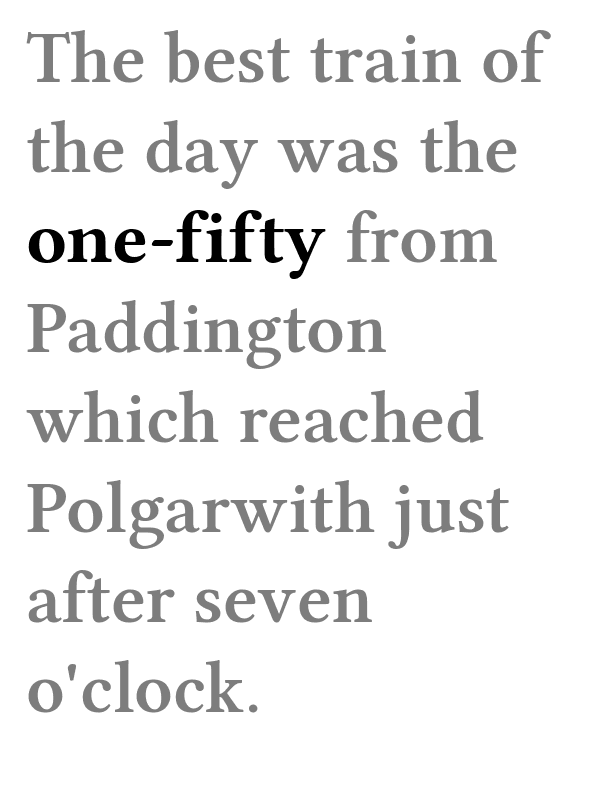 The best train of
the day was the
one-fifty from
Paddington
which reached
Polgarwith just
after seven
o'clock.